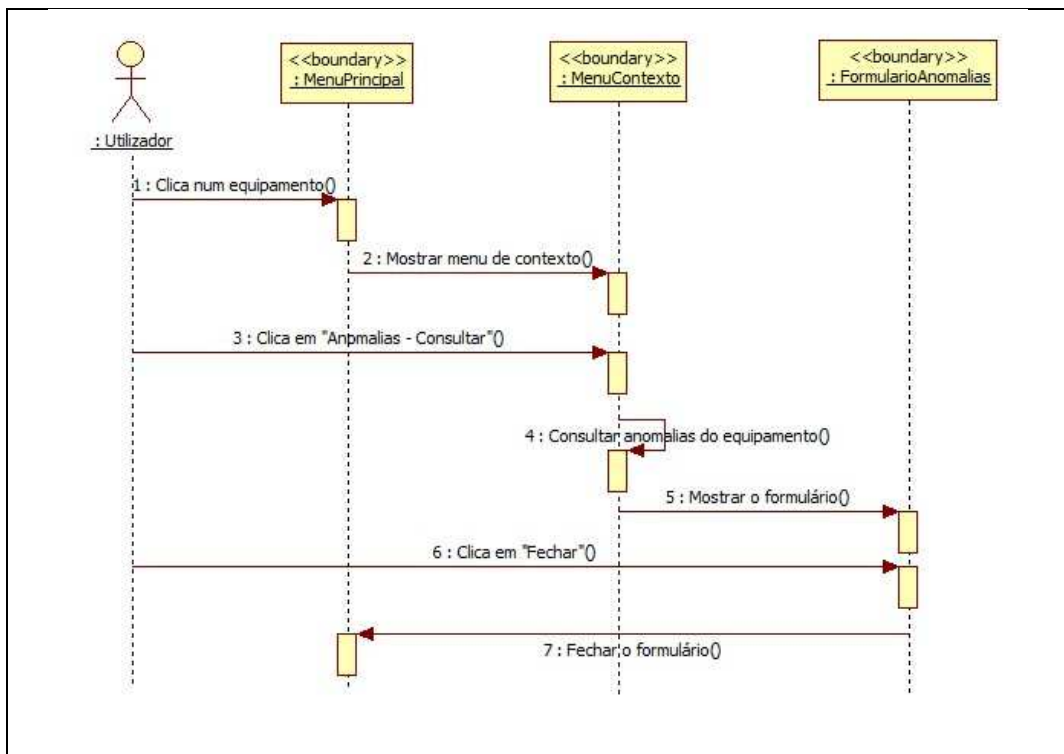 <<boundary>>
: MenuPrincipal
<<boundary>>
: MenuContexto
<<boundary>>
: FormularioAnomalias
: Utilizador
1 : Clica num equipamento()
2 : Mostrar menu de contexto()
3 : Clica em "Anomalias - Consultar"()
4 : Consultar anomalias do equipamento()
5 : Mostrar o formulário()
6 : Clica em "Fechar"()
7 : Fechar o formulário()